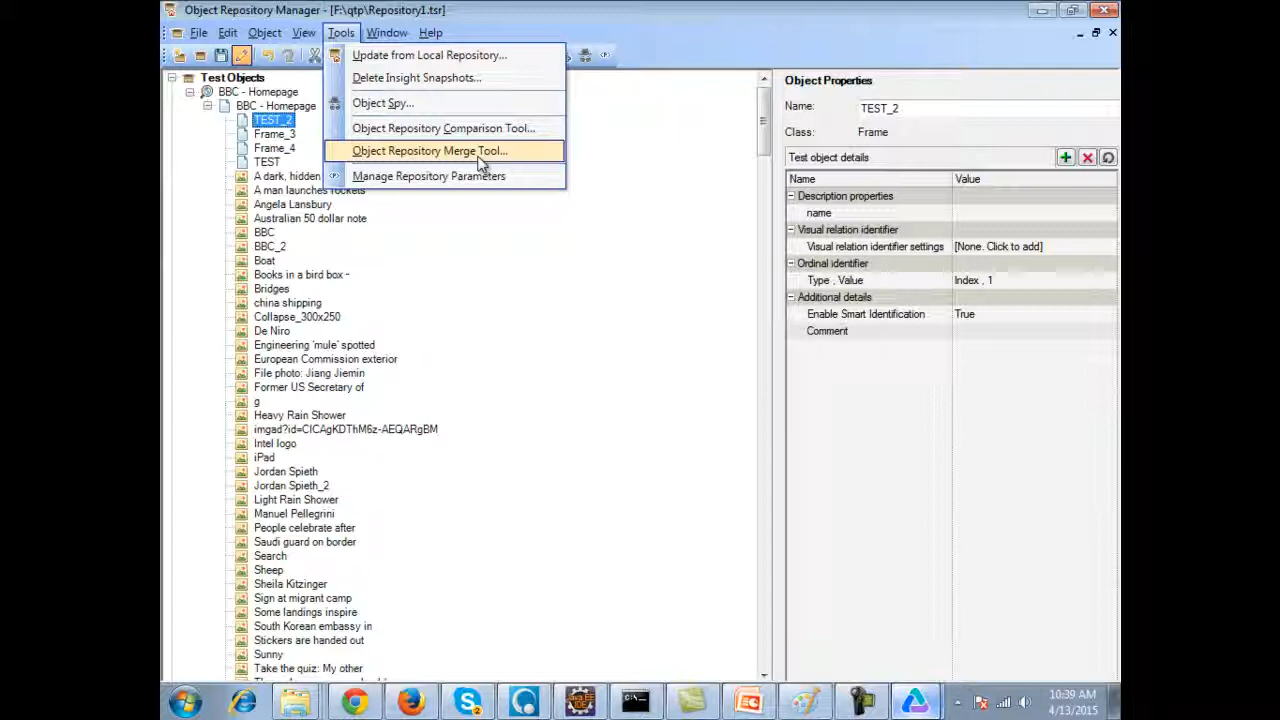 Object Repository Manager - [F:\qtp\Repository1.tsr]
File Edit Object View Tools Window Help
Update from Local Repository...
Delete Insight Snapshots...
Object Spy...
Object Repository Comparison Tool...
Object Repository Merge Tool...
Manage Repository Parameters
Test Objects
BBC - Homepage
BBC - Homepage
TEST_2
Frame_3
Frame_4
TEST
A dark, hidden
A man launches rockets
Angela Lansbury
Australian 50 dollar note
BBC
BBC_2
Boat
Books in a bird box -
Bridges
china shipping
Collapse_300x250
De Niro
Engineering 'mule' spotted
European Commission exterior
File photo: Jiang Jiemin
Former US Secretary of
g
Heavy Rain Shower
imgad?id=CICAgKDThM6z-AEQARgBM
Intel logo
iPad
Jordan Spieth
Jordan Spieth_2
Light Rain Shower
Manuel Pellegrini
People celebrate after
Saudi guard on border
Search
Sheep
Sheila Kitzinger
Sign at migrant camp
Some landings inspire
South Korean embassy in
Stickers are handed out
Sunny
Take the quiz: My other
Object Properties
Name: TEST_2
Class: Frame
Test object details
Name Value
Description properties
name
Visual relation identifier
Visual relation identifier settings [None. Click to add]
Ordinal identifier
Type , Value Index , 1
Additional details
Enable Smart Identification True
Comment
10:39 AM
4/13/2015